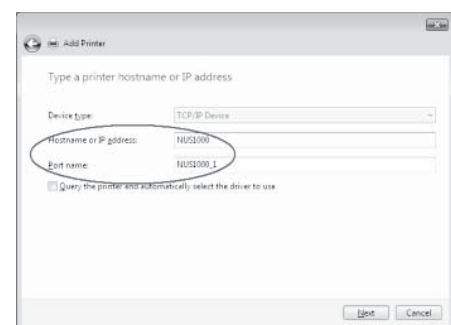 Add Printer
Type a printer hostname or IP address
Device type: TCP/IP Device
Hostname or IP address: NUS1000
Port name: NUS1000_1
Query the printer and automatically select the driver to use
Next Cancel